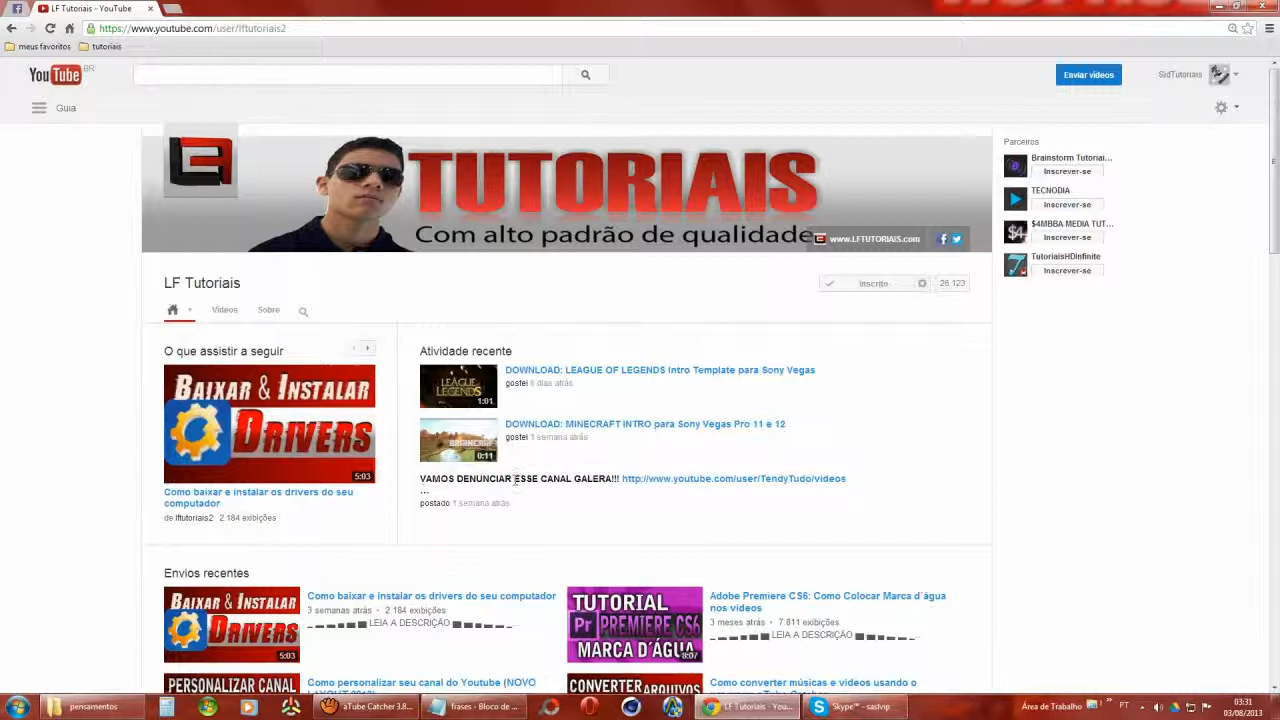 LF Tutoriais - YouTube
https://www.youtube.com/user/lftutoriais2
meus favoritos
tutoriais
YouTube BR
Enviar vídeos
SidTutoriais
Guia
TUTORIAIS
Com alto padrão de qualidade
www.LFTUTORIAIS.com
Parceiros
Brainstorm Tutoriai...
Inscrever-se
TECNODIA
Inscrever-se
$4MBBA MEDIA TUT...
Inscrever-se
TutoriaisHDInfinite
Inscrever-se
LF Tutoriais
Inscrito
26.123
Vídeos
Sobre
O que assistir a seguir
BAIXAR & INSTALAR
DRIVERS
5:03
Como baixar e instalar os drivers do seu
computador
de lftutoriais2 2.184 exibições
Atividade recente
LEAGUE
LEGENDS
1:01
DOWNLOAD: LEAGUE OF LEGENDS Intro Template para Sony Vegas
gostei 6 dias atrás
0:11
DOWNLOAD: MINECRAFT INTRO para Sony Vegas Pro 11 e 12
gostei 1 semana atrás
VAMOS DENUNCIAR ESSE CANAL GALERA!!! http://www.youtube.com/user/TendyTudo/videos
...
postado 1 semana atrás
Envios recentes
BAIXAR & INSTALAR
DRIVERS
5:03
Como baixar e instalar os drivers do seu computador
3 semanas atrás • 2.184 exibições
LEIA A DESCRIÇÃO
TUTORIAL
Pr PREMIERE CS6
MARCA D´ÁGUA
8:07
Adobe Premiere CS6: Como Colocar Marca d´água
nos vídeos
3 meses atrás • 7.811 exibições
LEIA A DESCRIÇÃO
PERSONALIZAR CANAL
Como personalizar seu canal do Youtube (NOVO
CONVERTER ARQUIVOS
Como converter músicas e vídeos usando o
pensamentos
aTube Catcher 3.8...
frases - Bloco de ...
LF Tutoriais - You...
Skype™ - saslvip
Área de Trabalho
PT
03:31
03/08/2013